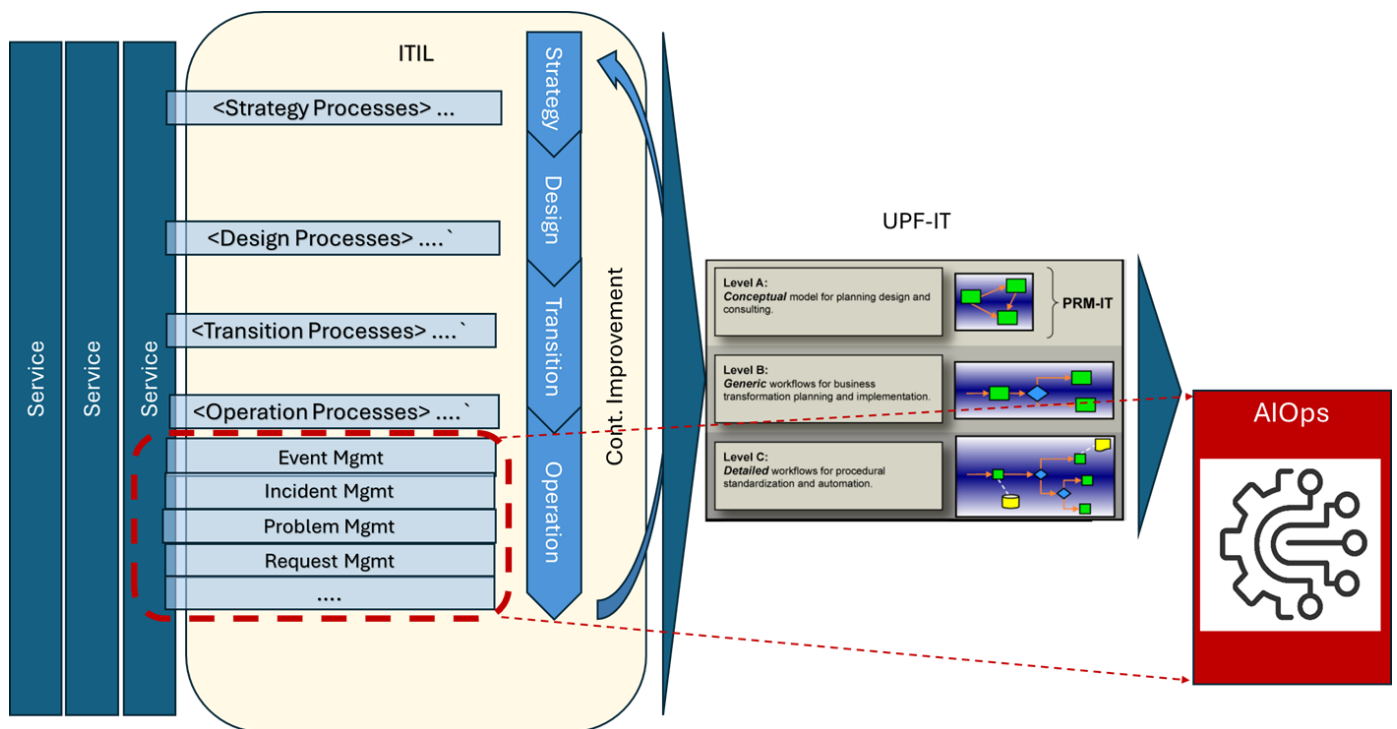 ITIL
Service
Service
Service
<Strategy Processes> ...
<Design Processes> ....`
<Transition Processes> ....`
<Operation Processes> ....`
Event Mgmt
Incident Mgmt
Problem Mgmt
Request Mgmt
....
Strategy
Design
Transition
Operation
Cont. Improvement
UPF-IT
Level A:
Conceptual model for planning design and
consulting.
PRM-IT
Level B:
Generic workflows for business
transformation planning and implementation.
Level C:
Detailed workflows for procedural
standardization and automation.
AIOps